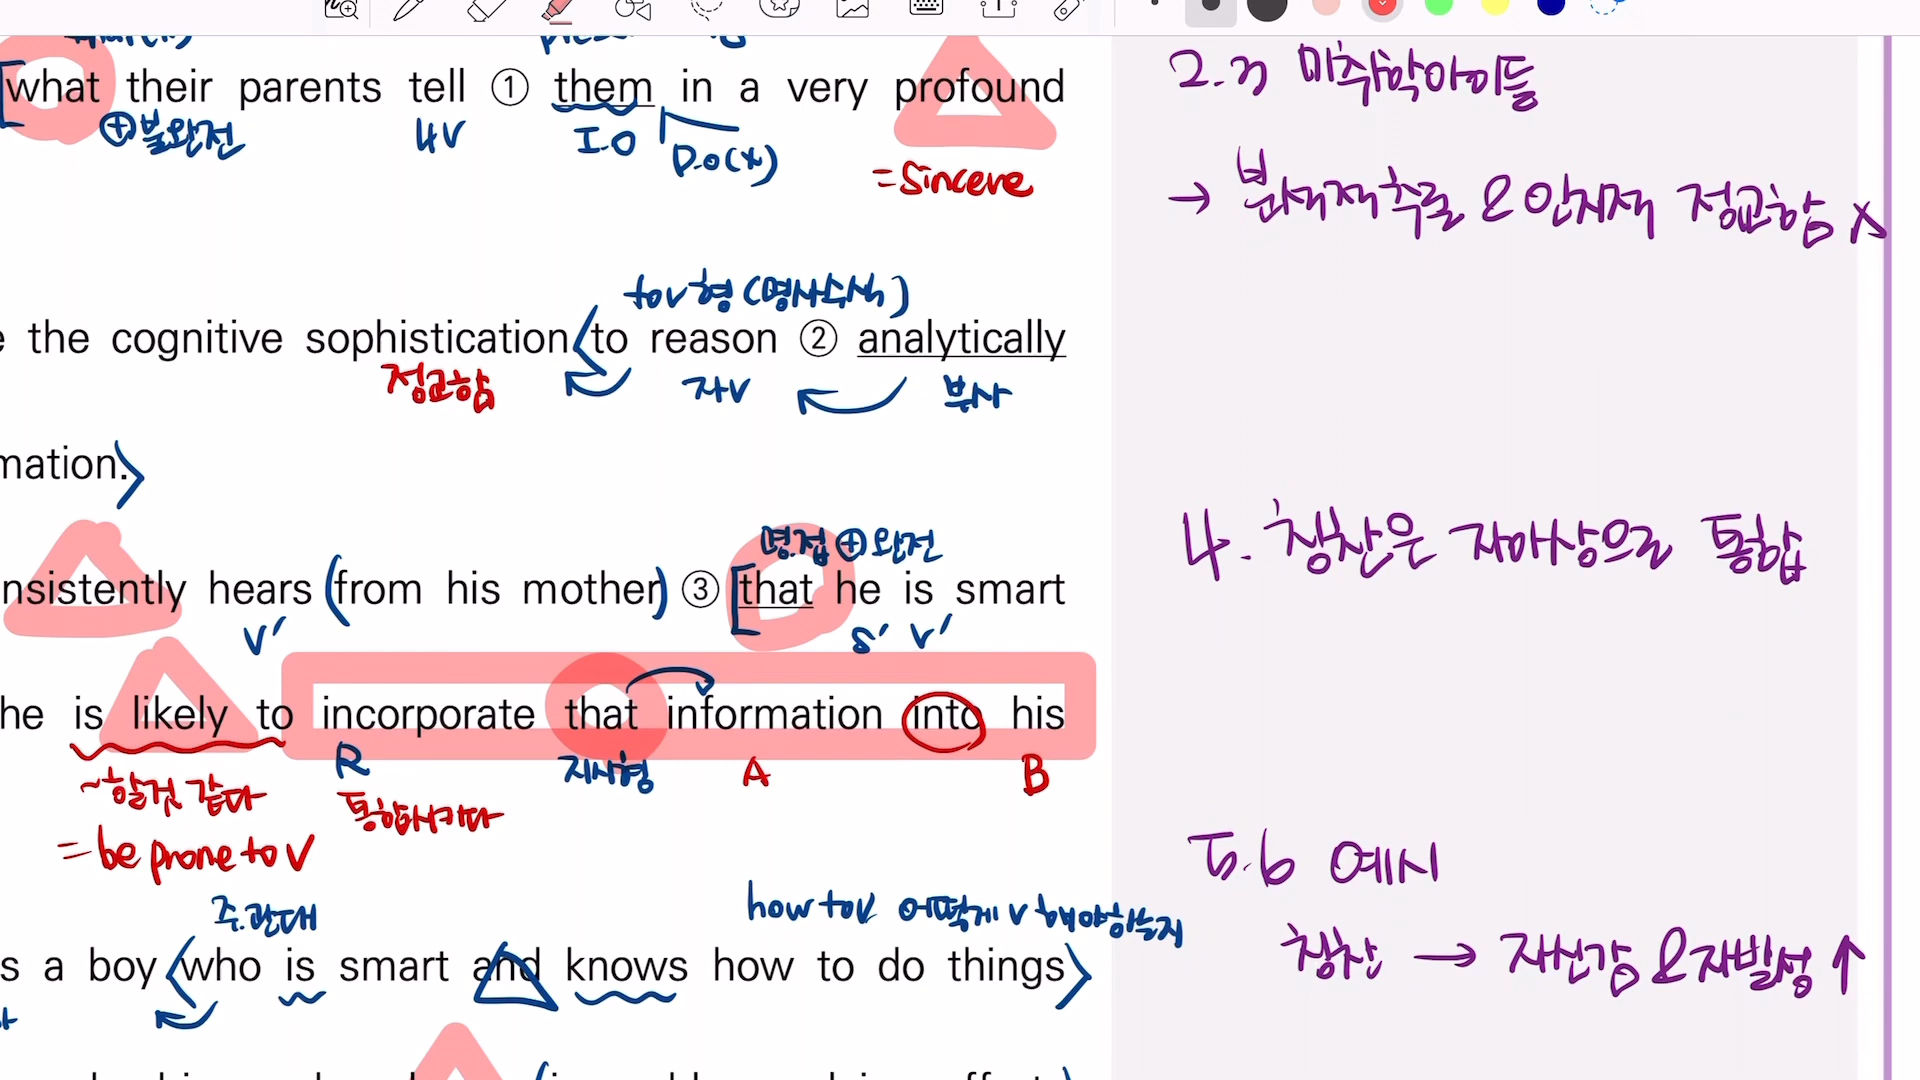 what their parents tell ① them in a very profound
⊕불완전 4V I.O D.O(x)
= Sincere
to V 형 (명사수식)
the cognitive sophistication to reason ② analytically
정교함 자V 부사
mation.
명.접 ⊕ 완전
nsistently hears (from his mother) ③ [that he is smart
V' S' V'
he is likely to incorporate that information into his
R 지시형 A B
~할것 같다 통합시키다
= be prone to V
주.관대 how to V 어떻게 V 해야하는지
s a boy <who is smart and knows how to do things>
2.3 미취학아이들
→ 분석적추론 & 인지적 정교함 X
4. 칭찬은 자아상으로 통합
5.6 예시
칭찬 → 자신감 & 자발성 ↑